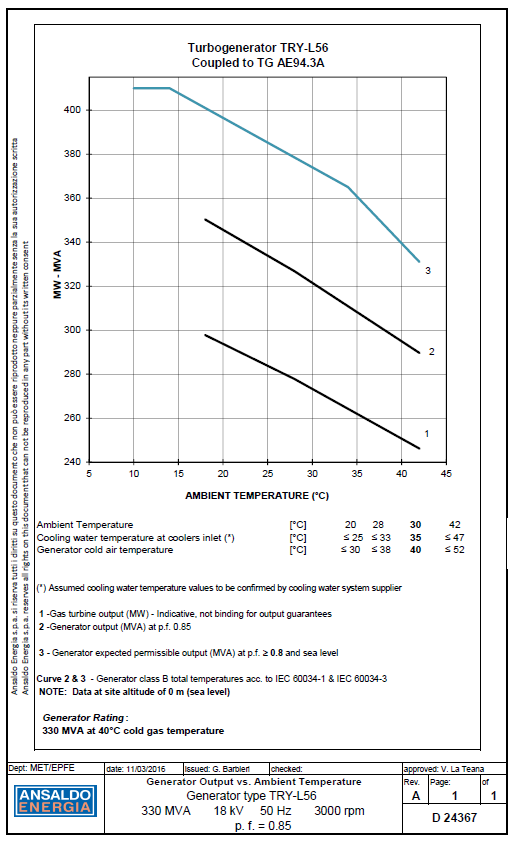 Turbogenerator TRY-L56
Coupled to TG AE94.3A
MW - MVA
400
380
360
340
320
300
280
260
240
5
10
15
20
25
30
35
40
45
3
2
1
AMBIENT TEMPERATURE (°C)
Ambient Temperature [°C] 20 28 30 42
Cooling water temperature at coolers inlet (*) [°C] ≤ 25 ≤ 33 35 ≤ 47
Generator cold air temperature [°C] ≤ 30 ≤ 38 40 ≤ 52
(*) Assumed cooling water temperature values to be confirmed by cooling water system supplier
1 -Gas turbine output (MW) - Indicative, not binding for output guarantees
2 -Generator output (MVA) at p.f. 0.85
3 - Generator expected permissible output (MVA) at p.f. ≥ 0.8 and sea level
Curve 2 & 3 - Generator class B total temperatures acc. to IEC 60034-1 & IEC 60034-3
NOTE: Data at site altitude of 0 m (sea level)
Generator Rating :
330 MVA at 40°C cold gas temperature
Ansaldo Energia s.p.a. si riserva tutti i diritti su questo documento che non può essere riprodotto neppure parzialmente senza la sua autorizzazione scritta
Ansaldo Energia s.p.a. reserves all rights on this document that can not be reproduced in any part without its written consent
Dept: MET/EPFE date: 11/03/2016 Issued: G. Barbieri checked: approved: V. La Teana
ANSALDO
ENERGIA
Generator Output vs. Ambient Temperature
Generator type TRY-L56
330 MVA 18 kV 50 Hz 3000 rpm
p. f. = 0.85
Rev. Page: of
A 1 1
D 24367